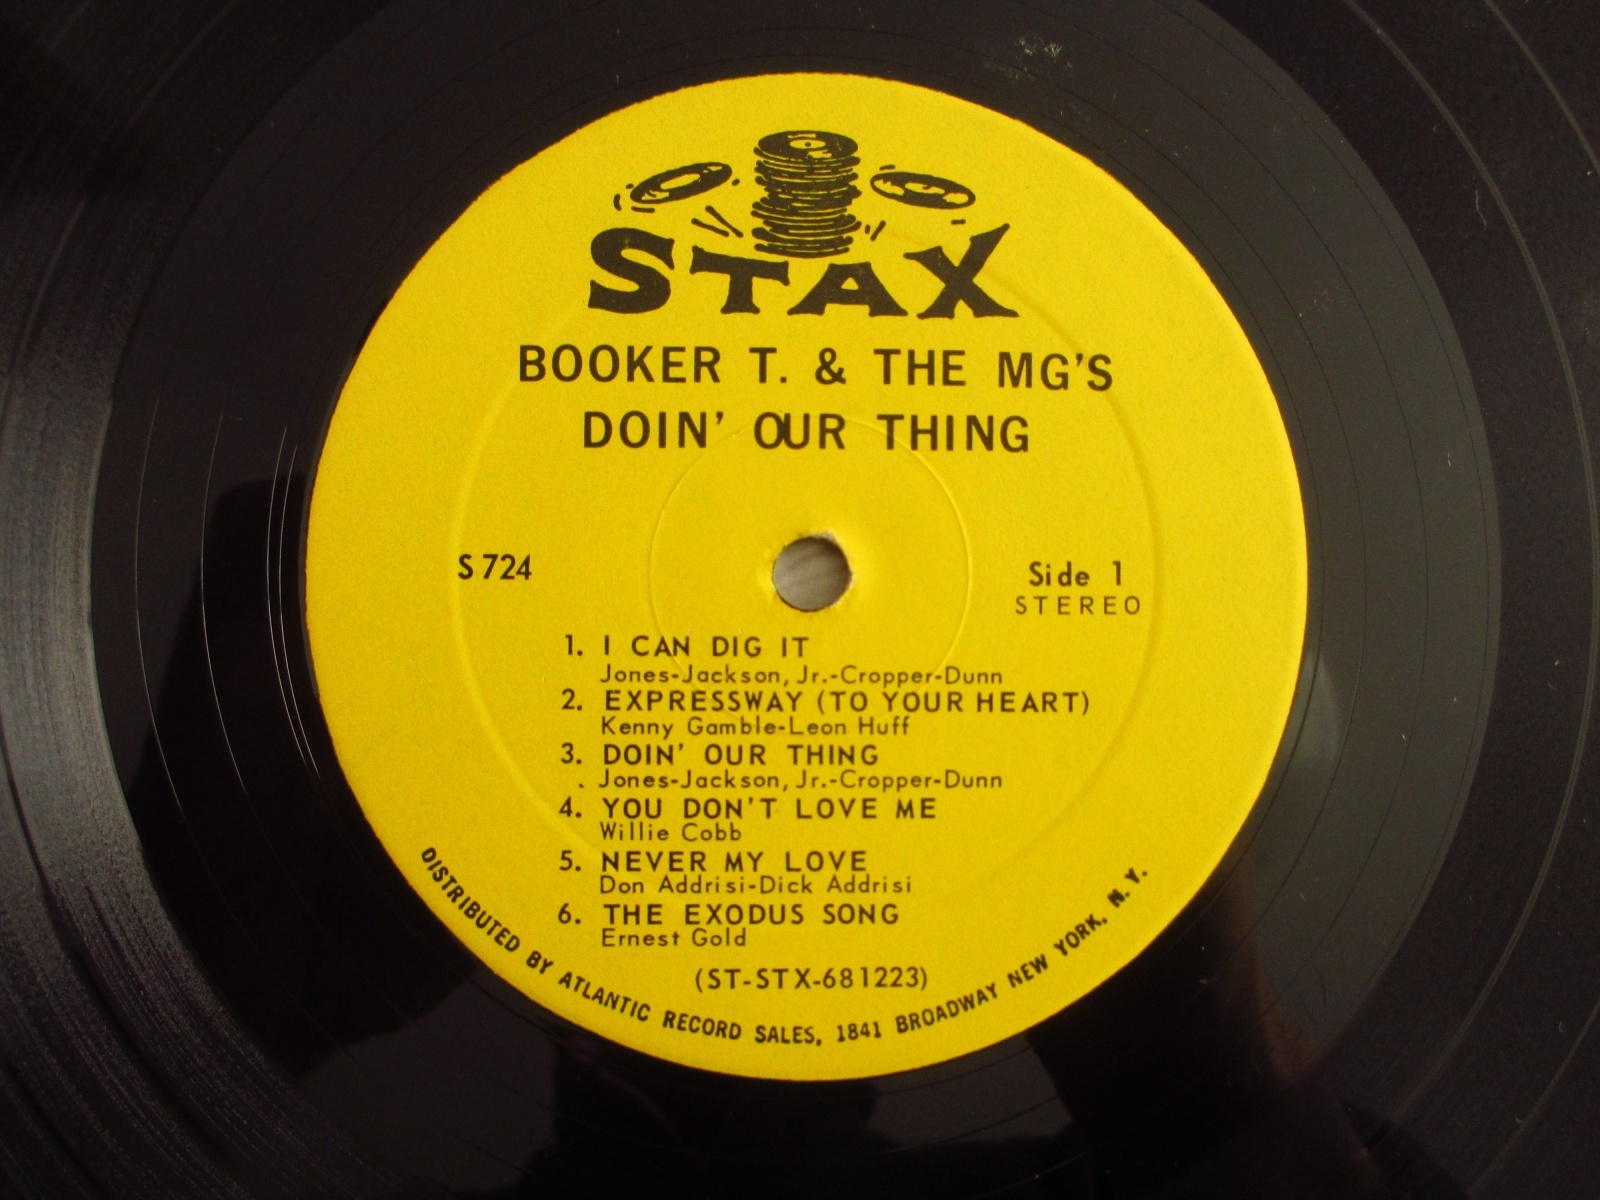 STAX
BOOKER T. & THE MG'S
DOIN' OUR THING
S 724
Side 1
STEREO
1. I CAN DIG IT
Jones-Jackson, Jr.-Cropper-Dunn
2. EXPRESSWAY (TO YOUR HEART)
Kenny Gamble-Leon Huff
3. DOIN' OUR THING
Jones-Jackson, Jr.-Cropper-Dunn
4. YOU DON'T LOVE ME
Willie Cobb
5. NEVER MY LOVE
Don Addrisi-Dick Addrisi
6. THE EXODUS SONG
Ernest Gold
(ST-STX-681223)
DISTRIBUTED BY ATLANTIC RECORD SALES, 1841 BROADWAY NEW YORK, N.Y.